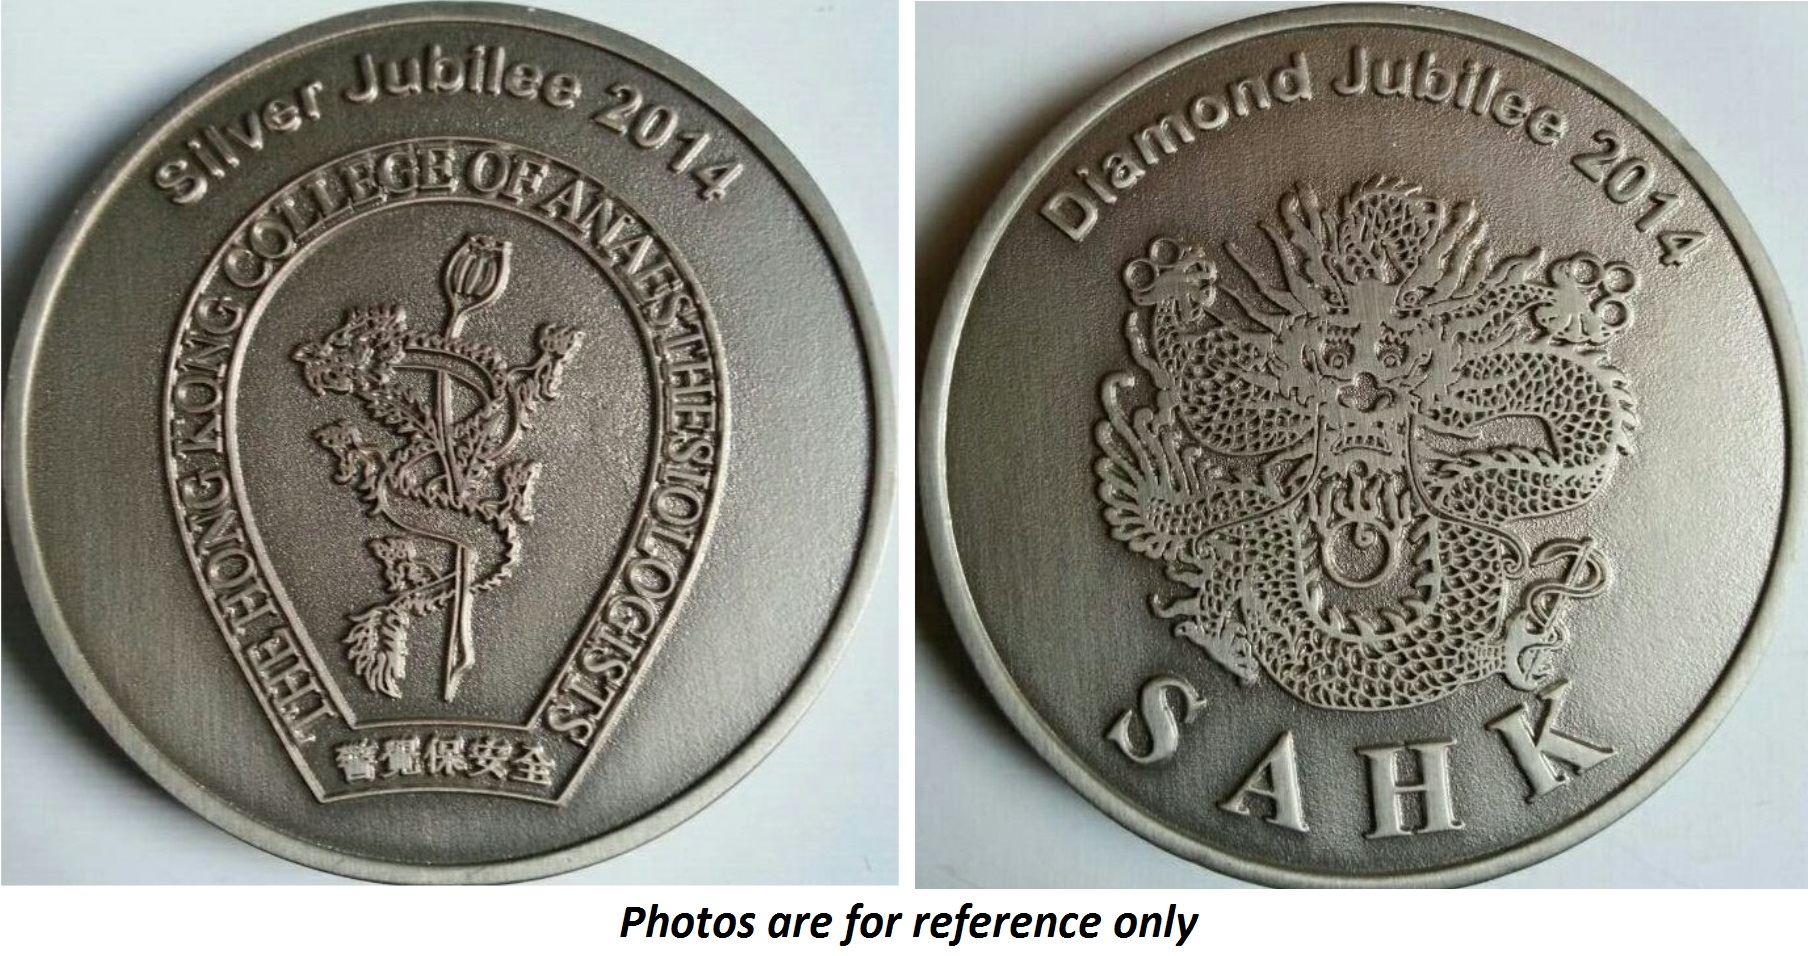 Silver Jubilee 2014
THE HONG KONG COLLEGE OF ANAESTHESIOLOGISTS
警覺保安全
Diamond Jubilee 2014
SAHK
Photos are for reference only